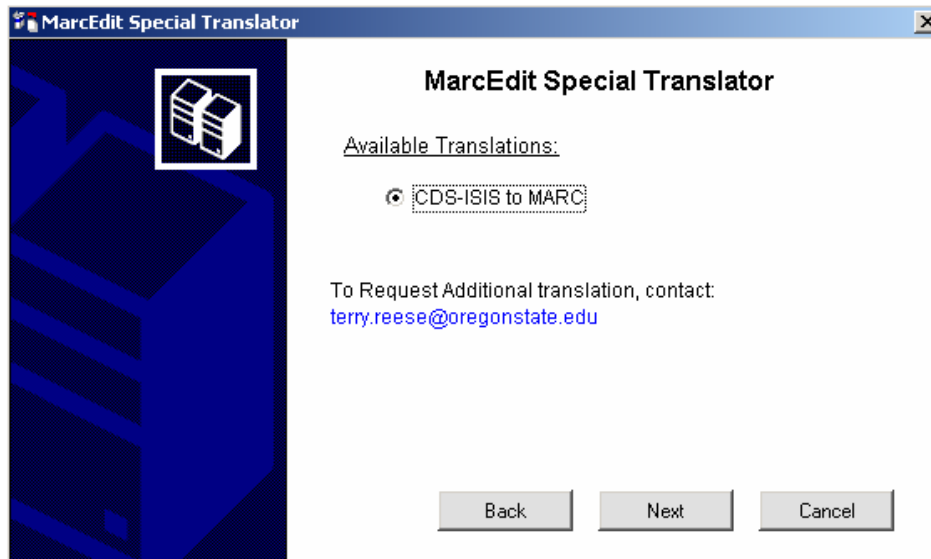 MarcEdit Special Translator
MarcEdit Special Translator
Available Translations:
CDS-ISIS to MARC
To Request Additional translation, contact:
terry.reese@oregonstate.edu
Back Next Cancel